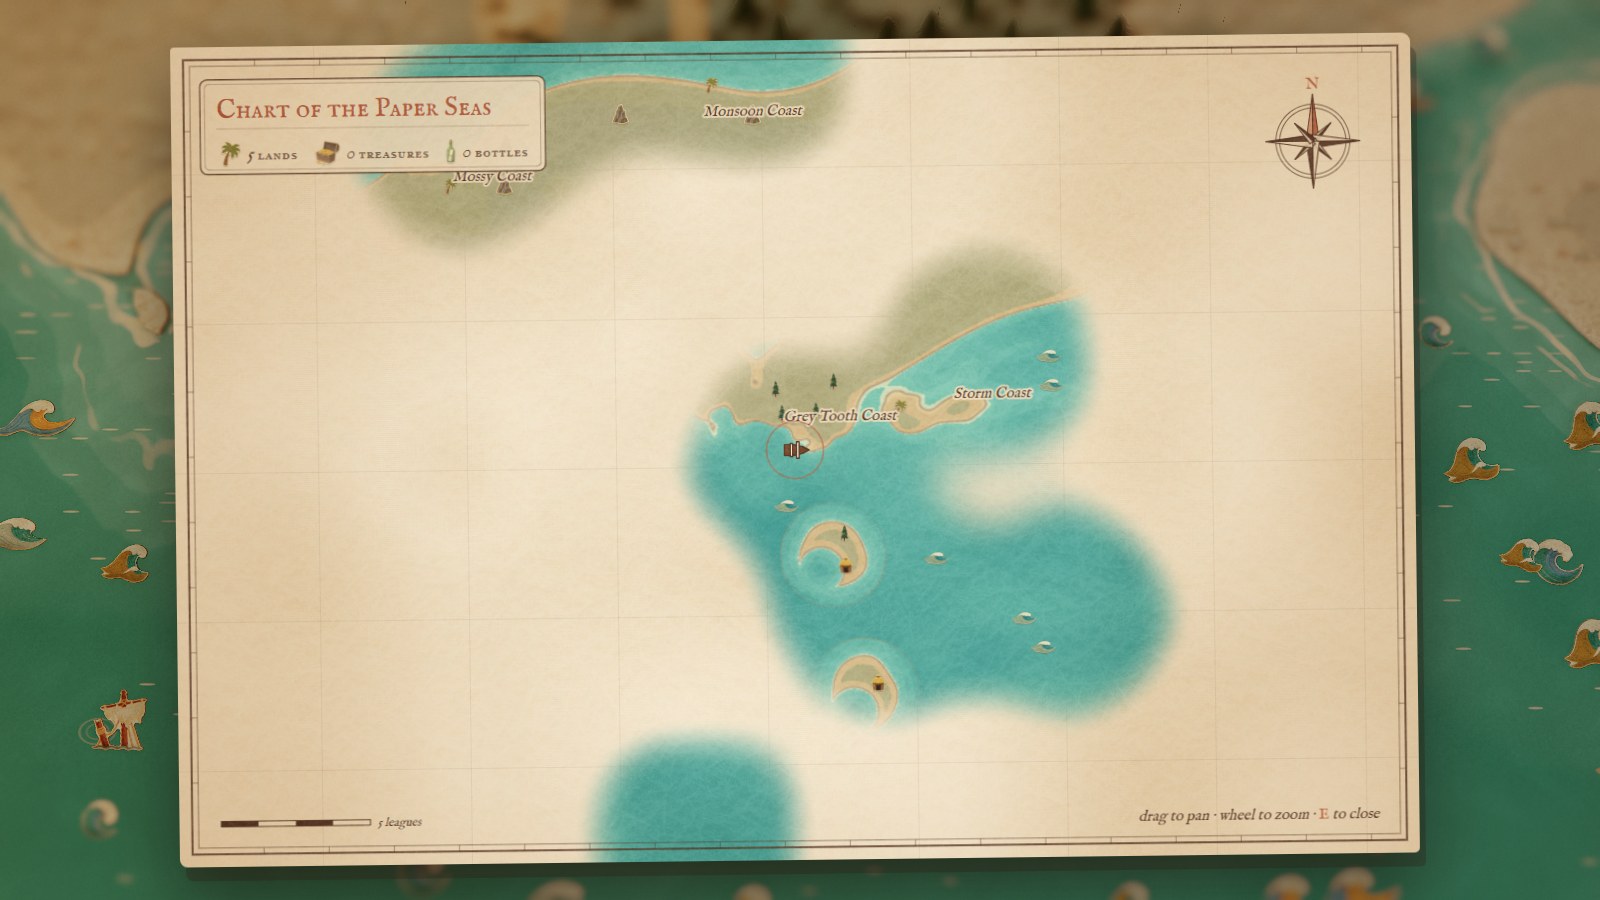 Chart of the Paper Seas
5 lands 0 treasures 0 bottles
Monsoon Coast
Mossy Coast
N
Storm Coast
Grey Tooth Coast
5 leagues
drag to pan · wheel to zoom · E to close